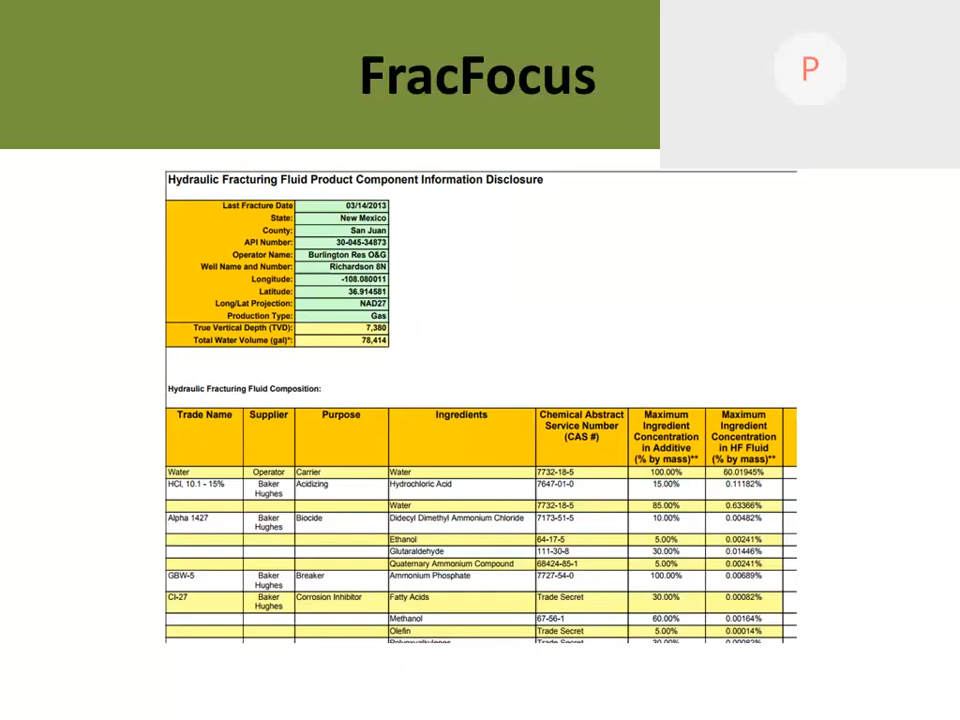 FracFocus
P
Hydraulic Fracturing Fluid Product Component Information Disclosure
Last Fracture Date 03/14/2013
State: New Mexico
County: San Juan
API Number: 30-045-34873
Operator Name: Burlington Res O&G
Well Name and Number: Richardson 8N
Longitude: -108.080011
Latitude: 36.914581
Long/Lat Projection: NAD27
Production Type: Gas
True Vertical Depth (TVD): 7,380
Total Water Volume (gal)*: 78,414
Hydraulic Fracturing Fluid Composition:
Trade Name Supplier Purpose Ingredients Chemical Abstract Service Number (CAS #) Maximum Ingredient Concentration in Additive (% by mass)** Maximum Ingredient Concentration in HF Fluid (% by mass)**
Water Operator Carrier Water 7732-18-5 100.00% 60.01945%
HCl, 10.1 - 15% Baker Hughes Acidizing Hydrochloric Acid 7647-01-0 15.00% 0.11182%
Water 7732-18-5 85.00% 0.63366%
Alpha 1427 Baker Hughes Biocide Didecyl Dimethyl Ammonium Chloride 7173-51-5 10.00% 0.00482%
Ethanol 64-17-5 5.00% 0.00241%
Glutaraldehyde 111-30-8 30.00% 0.01446%
Quaternary Ammonium Compound 68424-85-1 5.00% 0.00241%
GBW-5 Baker Hughes Breaker Ammonium Phosphate 7727-54-0 100.00% 0.00689%
CI-27 Baker Hughes Corrosion Inhibitor Fatty Acids Trade Secret 30.00% 0.00082%
Methanol 67-56-1 60.00% 0.00164%
Olefin Trade Secret 5.00% 0.00014%
Trade Secret 30.00% 0.00082%